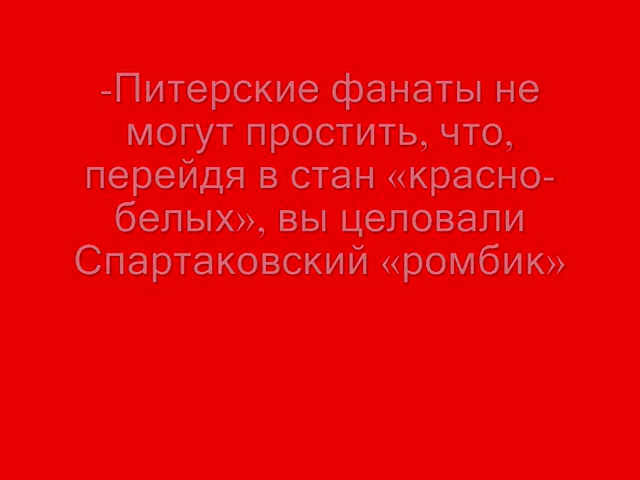 -Питерские фанаты не
могут простить, что,
перейдя в стан «красно-
белых», вы целовали
Спартаковский «ромбик»